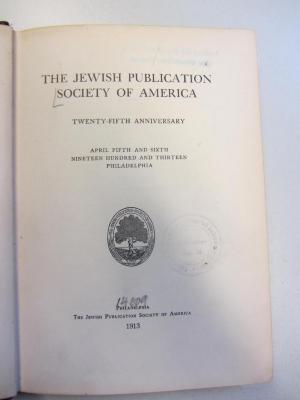 THE JEWISH PUBLICATION
SOCIETY OF AMERICA
TWENTY-FIFTH ANNIVERSARY
APRIL FIFTH AND SIXTH
NINETEEN HUNDRED AND THIRTEEN
PHILADELPHIA
PHILADELPHIA
THE JEWISH PUBLICATION SOCIETY OF AMERICA
1913